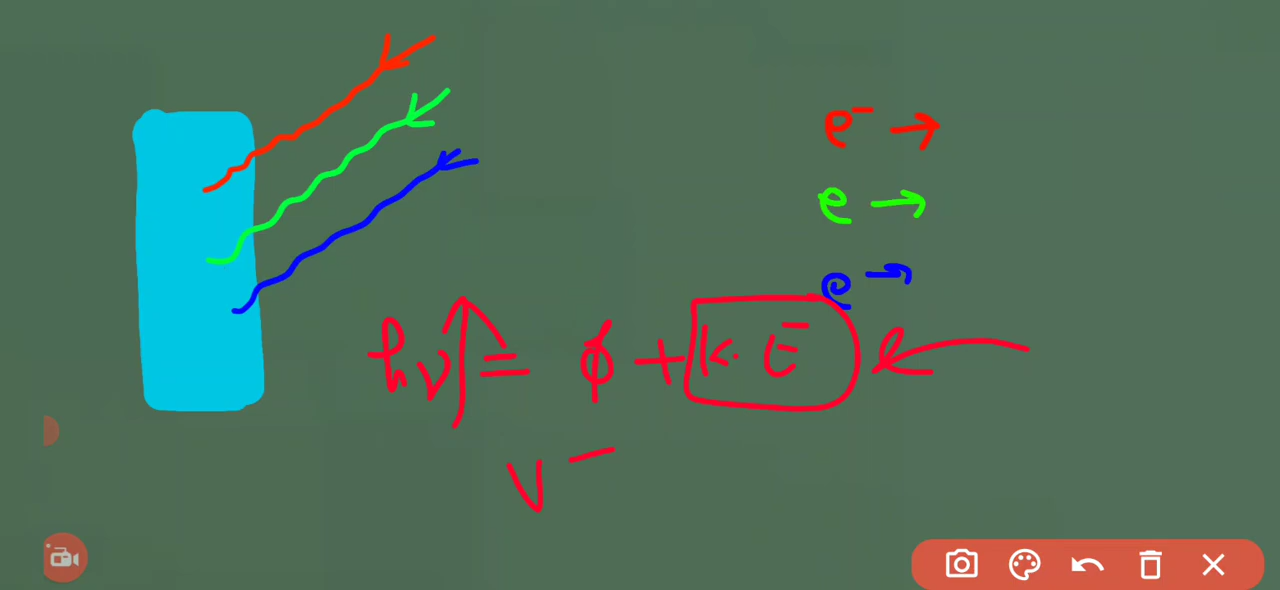 e⁻ →
e →
e →
hν↑ = ϕ + K.E
ν